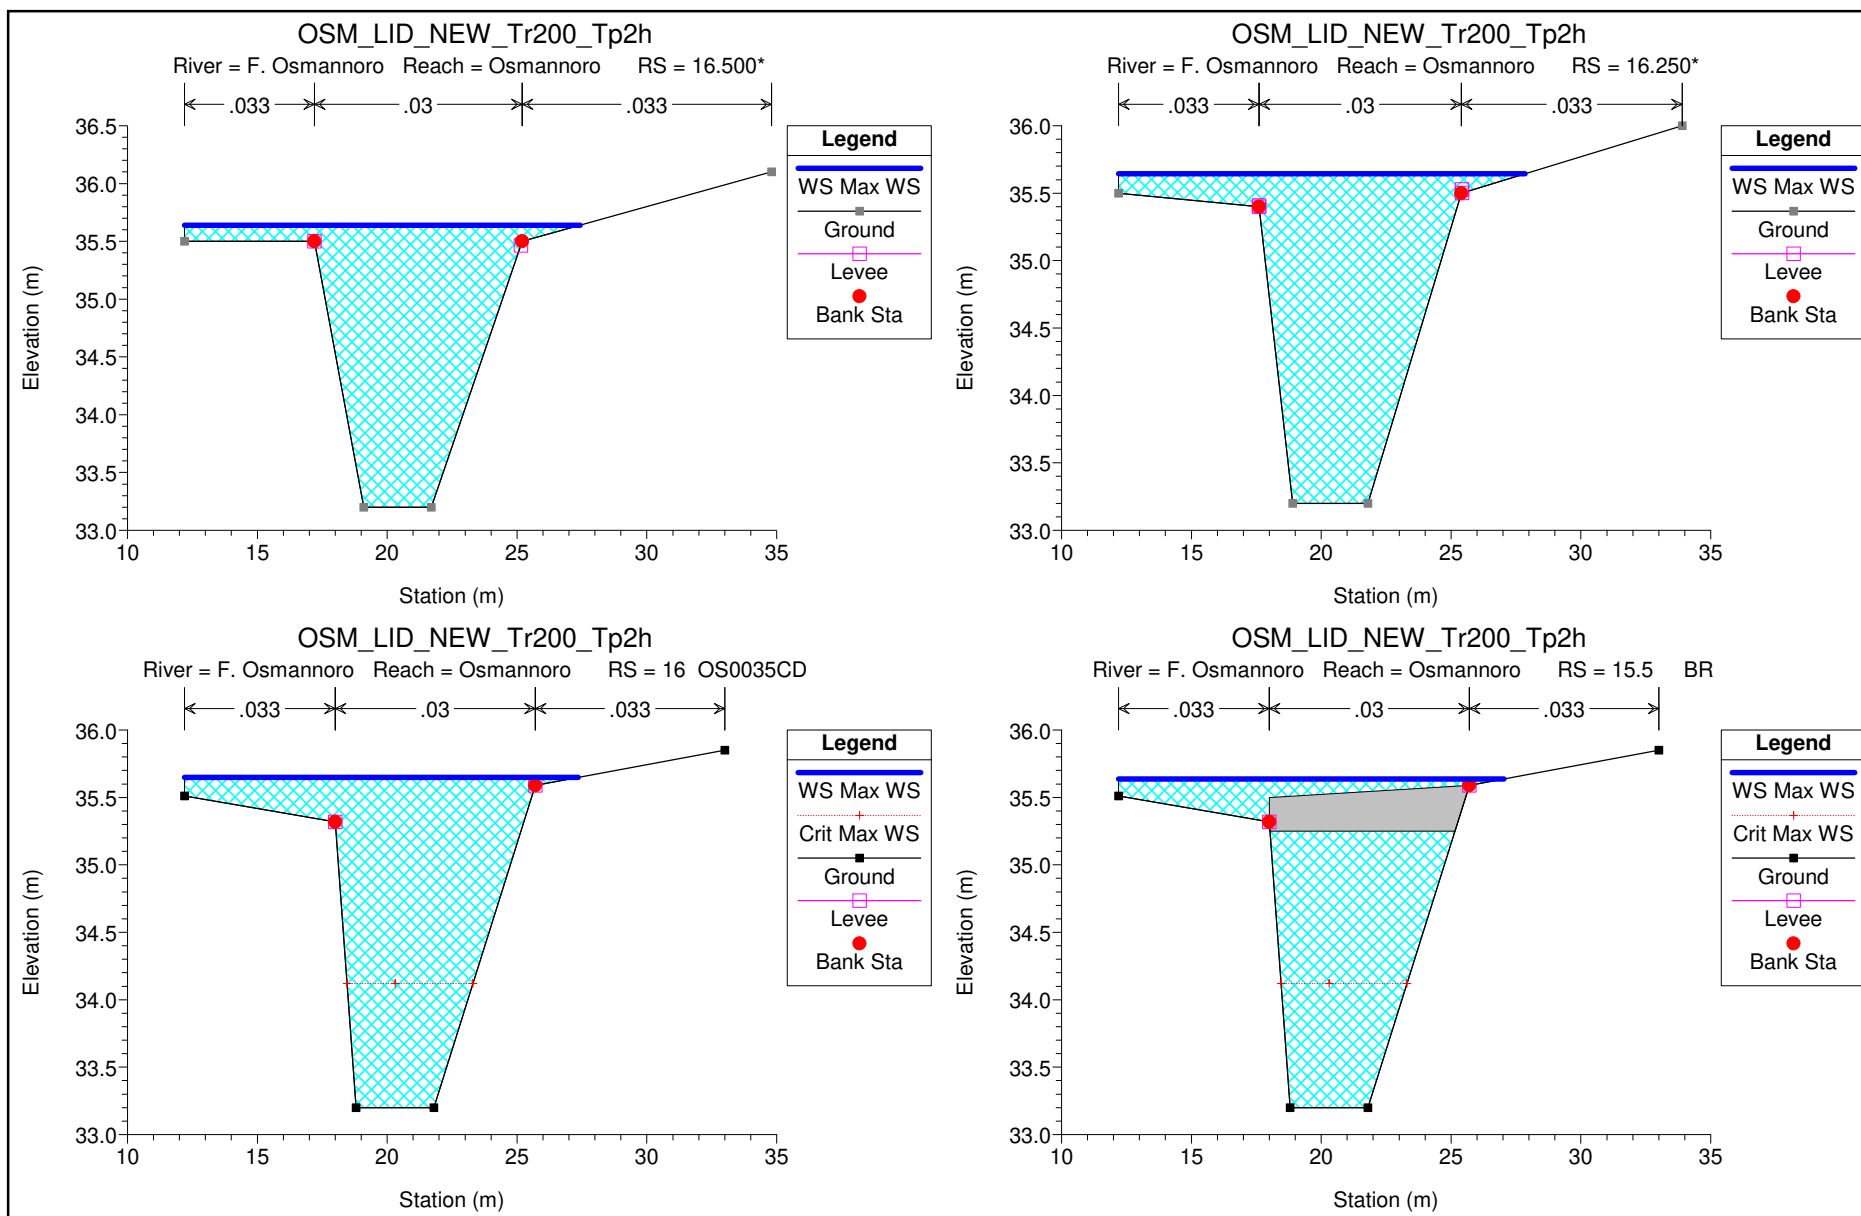 OSM_LID_NEW_Tr200_Tp2h
River = F. Osmannoro Reach = Osmannoro RS = 16.500*
.033 .03 .033
36.5
36.0
35.5
35.0
34.5
34.0
33.5
33.0
10 15 20 25 30 35
Station (m)
Elevation (m)
Legend
WS Max WS
Ground
Levee
Bank Sta
OSM_LID_NEW_Tr200_Tp2h
River = F. Osmannoro Reach = Osmannoro RS = 16.250*
.033 .03 .033
36.0
35.5
35.0
34.5
34.0
33.5
33.0
10 15 20 25 30 35
Station (m)
Elevation (m)
Legend
WS Max WS
Ground
Levee
Bank Sta
OSM_LID_NEW_Tr200_Tp2h
River = F. Osmannoro Reach = Osmannoro RS = 16 OS0035CD
.033 .03 .033
36.0
35.5
35.0
34.5
34.0
33.5
33.0
10 15 20 25 30 35
Station (m)
Elevation (m)
Legend
WS Max WS
Crit Max WS
Ground
Levee
Bank Sta
OSM_LID_NEW_Tr200_Tp2h
River = F. Osmannoro Reach = Osmannoro RS = 15.5 BR
.033 .03 .033
36.0
35.5
35.0
34.5
34.0
33.5
33.0
10 15 20 25 30 35
Station (m)
Elevation (m)
Legend
WS Max WS
Crit Max WS
Ground
Levee
Bank Sta